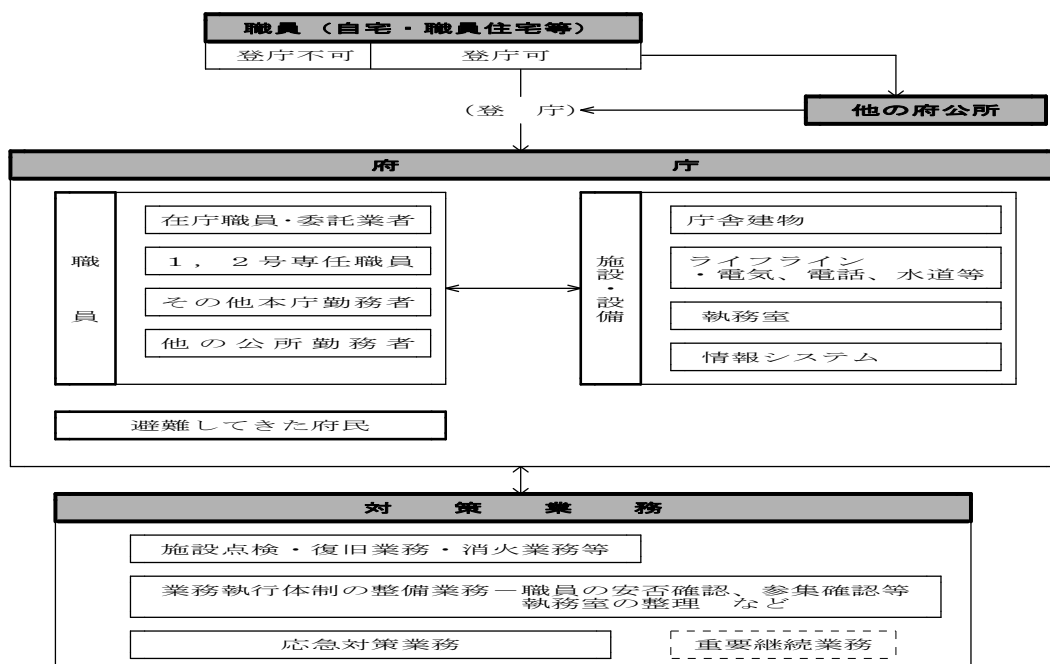 職員（自宅・職員住宅等）
登庁不可　登庁可
（登　庁）
他の府公所
府　庁
職員
在庁職員・委託業者
１，２号専任職員
その他本庁勤務者
他の公所勤務者
施設・設備
庁舎建物
ライフライン
・電気、電話、水道等
執務室
情報システム
避難してきた府民
対　策　業　務
施設点検・復旧業務・消火業務等
業務執行体制の整備業務－職員の安否確認、参集確認等
執務室の整理　など
応急対策業務
重要継続業務